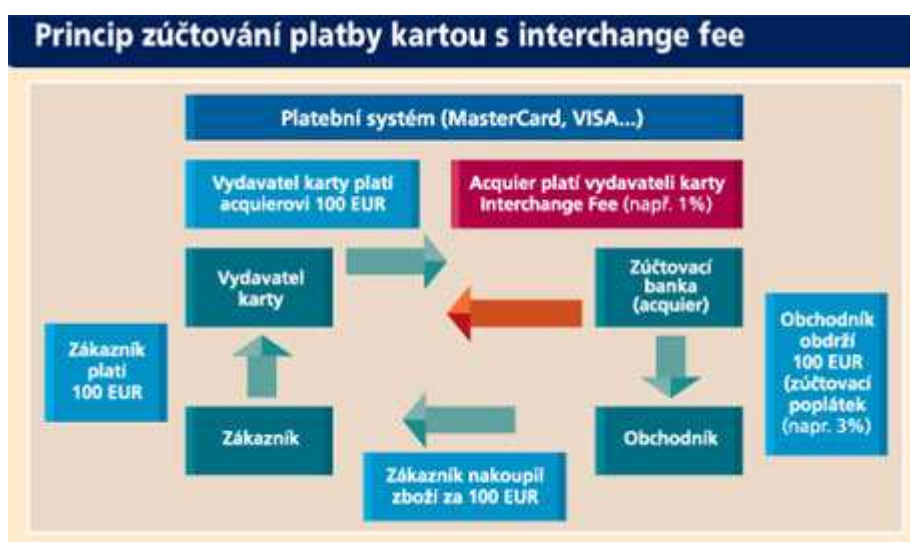 Princip zúčtování platby kartou s interchange fee
Platební systém (MasterCard, VISA...)
Vydavatel karty platí
acquierovi 100 EUR
Acquier platí vydavateli karty
Interchange Fee (např. 1%)
Vydavatel
karty
Zúčtovací
banka
(acquier)
Zákazník
platí
100 EUR
Obchodník
obdrží
100 EUR
(zúčtovací
poplátek
(napr. 3%)
Zákazník
Obchodník
Zákazník nakoupil
zboží za 100 EUR